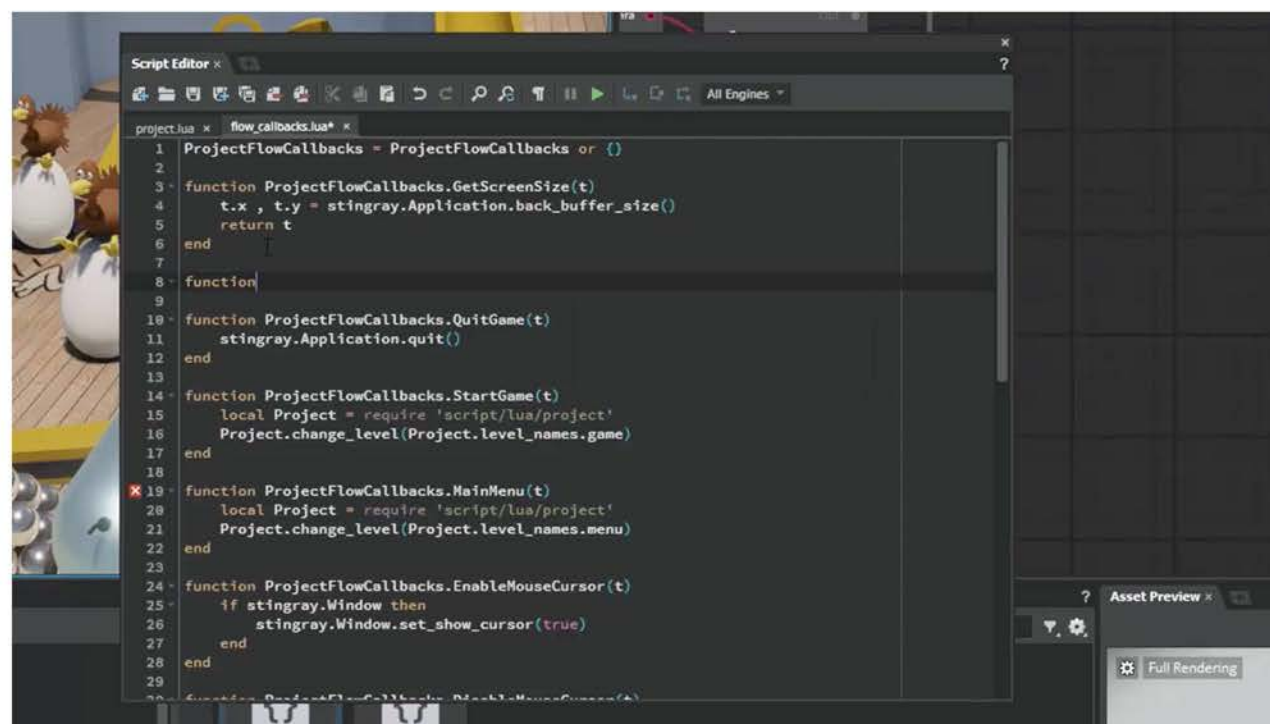 Script Editor ×
?
All Engines
project.lua × flow_callbacks.lua* ×
1 ProjectFlowCallbacks = ProjectFlowCallbacks or {}
2
3 function ProjectFlowCallbacks.GetScreenSize(t)
4 t.x , t.y = stingray.Application.back_buffer_size()
5 return t
6 end
7
8 function
9
10 function ProjectFlowCallbacks.QuitGame(t)
11 stingray.Application.quit()
12 end
13
14 function ProjectFlowCallbacks.StartGame(t)
15 local Project = require 'script/lua/project'
16 Project.change_level(Project.level_names.game)
17 end
18
19 function ProjectFlowCallbacks.MainMenu(t)
20 local Project = require 'script/lua/project'
21 Project.change_level(Project.level_names.menu)
22 end
23
24 function ProjectFlowCallbacks.EnableMouseCursor(t)
25 if stingray.Window then
26 stingray.Window.set_show_cursor(true)
27 end
28 end
29
? Asset Preview ×
Full Rendering